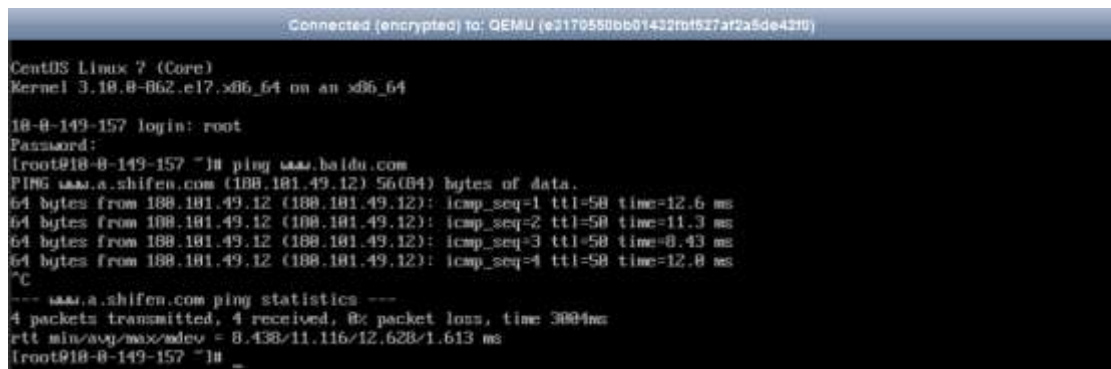 Connected (encrypted) to: QEMU
CentOS Linux 7 (Core)
Kernel 3.10.0-862.el7.x86_64 on an x86_64
10-0-149-157 login: root
Password:
[root@10-0-149-157 ~]# ping www.baidu.com
PING www.a.shifen.com (180.101.49.12) 56(84) bytes of data.
64 bytes from 180.101.49.12 (180.101.49.12): icmp_seq=1 ttl=50 time=12.6 ms
64 bytes from 180.101.49.12 (180.101.49.12): icmp_seq=2 ttl=50 time=11.3 ms
64 bytes from 180.101.49.12 (180.101.49.12): icmp_seq=3 ttl=50 time=8.43 ms
64 bytes from 180.101.49.12 (180.101.49.12): icmp_seq=4 ttl=50 time=12.0 ms
^C
--- www.a.shifen.com ping statistics ---
4 packets transmitted, 4 received, 0% packet loss, time 3004ms
rtt min/avg/max/mdev = 8.438/11.116/12.628/1.613 ms
[root@10-0-149-157 ~]# _